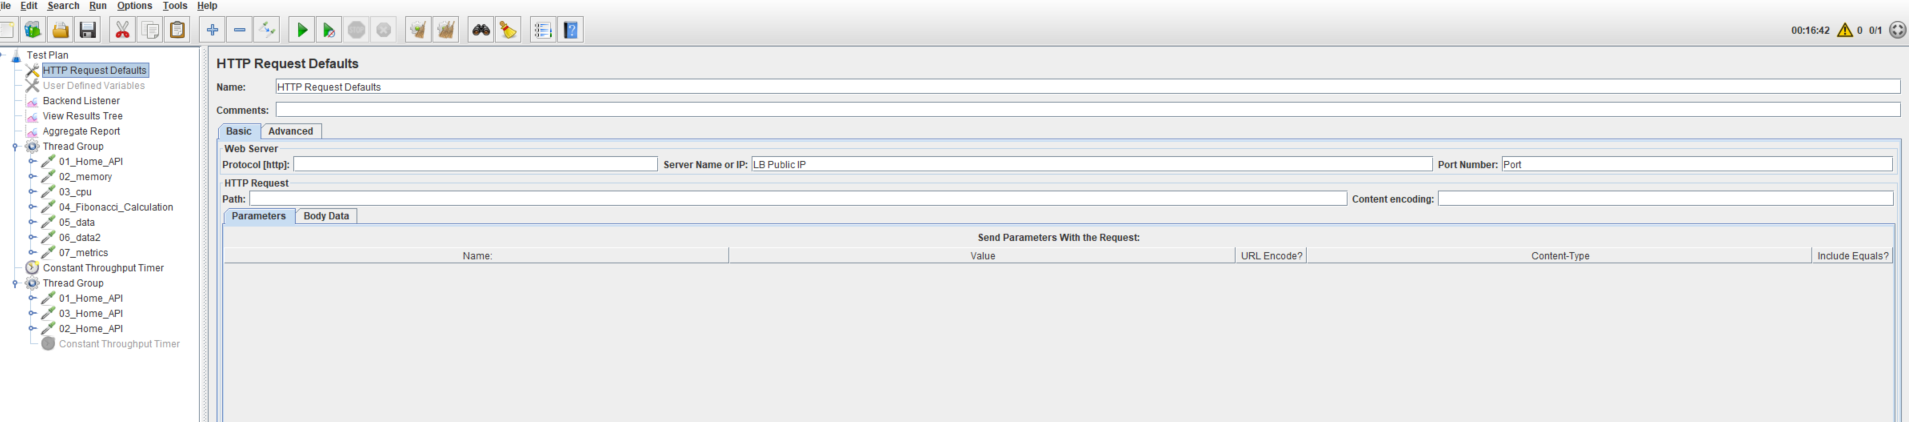 ile Edit Search Run Options Tools Help
00:16:42 0 0/1
Test Plan
HTTP Request Defaults
User Defined Variables
Backend Listener
View Results Tree
Aggregate Report
Thread Group
01_Home_API
02_memory
03_cpu
04_Fibonacci_Calculation
05_data
06_data2
07_metrics
Constant Throughput Timer
Thread Group
01_Home_API
03_Home_API
02_Home_API
Constant Throughput Timer
HTTP Request Defaults
Name: HTTP Request Defaults
Comments:
Basic Advanced
Web Server
Protocol [http]: Server Name or IP: LB Public IP Port Number: Port
HTTP Request
Path: Content encoding:
Parameters Body Data
Send Parameters With the Request:
Name: Value URL Encode? Content-Type Include Equals?